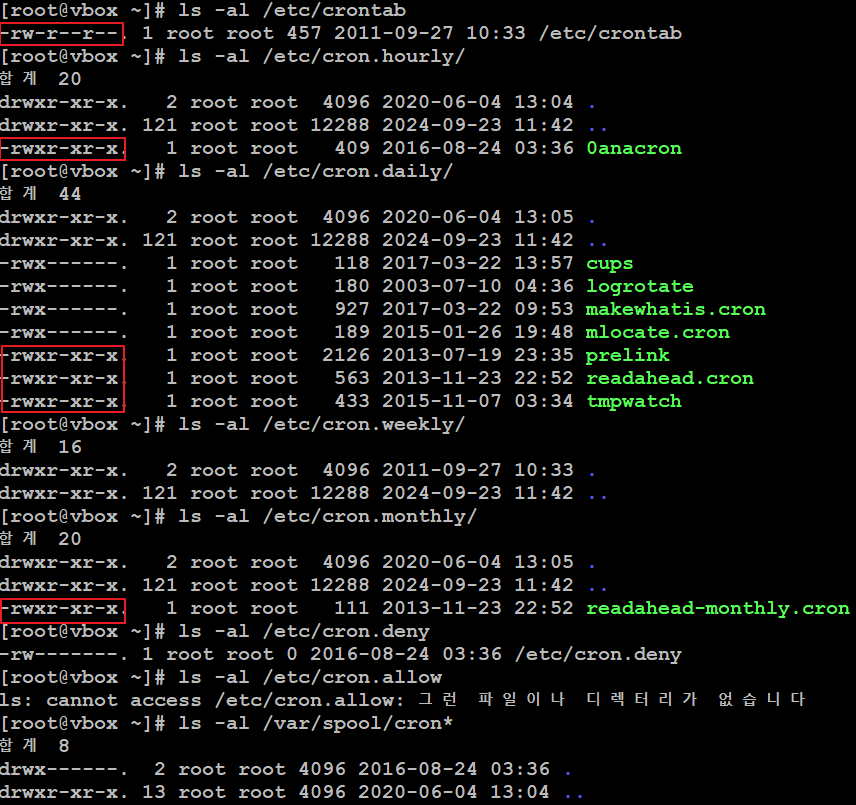 [root@vbox ~]# ls -al /etc/crontab
-rw-r--r--. 1 root root 457 2011-09-27 10:33 /etc/crontab
[root@vbox ~]# ls -al /etc/cron.hourly/
합계 20
drwxr-xr-x.   2 root root  4096 2020-06-04 13:04 .
drwxr-xr-x. 121 root root 12288 2024-09-23 11:42 ..
-rwxr-xr-x.   1 root root   409 2016-08-24 03:36 0anacron
[root@vbox ~]# ls -al /etc/cron.daily/
합계 44
drwxr-xr-x.   2 root root  4096 2020-06-04 13:05 .
drwxr-xr-x. 121 root root 12288 2024-09-23 11:42 ..
-rwx------.   1 root root   118 2017-03-22 13:57 cups
-rwx------.   1 root root   180 2003-07-10 04:36 logrotate
-rwx------.   1 root root   927 2017-03-22 09:53 makewhatis.cron
-rwx------.   1 root root   189 2015-01-26 19:48 mlocate.cron
-rwxr-xr-x.   1 root root  2126 2013-07-19 23:35 prelink
-rwxr-xr-x.   1 root root   563 2013-11-23 22:52 readahead.cron
-rwxr-xr-x.   1 root root   433 2015-11-07 03:34 tmpwatch
[root@vbox ~]# ls -al /etc/cron.weekly/
합계 16
drwxr-xr-x.   2 root root  4096 2011-09-27 10:33 .
drwxr-xr-x. 121 root root 12288 2024-09-23 11:42 ..
[root@vbox ~]# ls -al /etc/cron.monthly/
합계 20
drwxr-xr-x.   2 root root  4096 2020-06-04 13:05 .
drwxr-xr-x. 121 root root 12288 2024-09-23 11:42 ..
-rwxr-xr-x.   1 root root   111 2013-11-23 22:52 readahead-monthly.cron
[root@vbox ~]# ls -al /etc/cron.deny
-rw-------. 1 root root 0 2016-08-24 03:36 /etc/cron.deny
[root@vbox ~]# ls -al /etc/cron.allow
ls: cannot access /etc/cron.allow: 그런 파일이나 디렉터리가 없습니다
[root@vbox ~]# ls -al /var/spool/cron*
합계 8
drwx------.  2 root root 4096 2016-08-24 03:36 .
drwxr-xr-x. 13 root root 4096 2020-06-04 13:04 ..